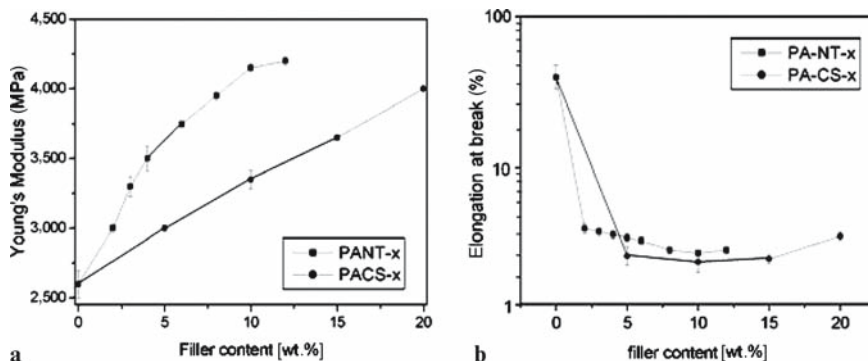 4,500
4.000
3.500
3.000
2,500
Young's Modulus (MPa)
PANT-x
PACS-x
0 5 10 15 20
Filler content [wt.%]
a
100
10
1
Elongation at break (%)
PA-NT-x
PA-CS-x
0 5 10 15 20
filler content [wt.%]
b